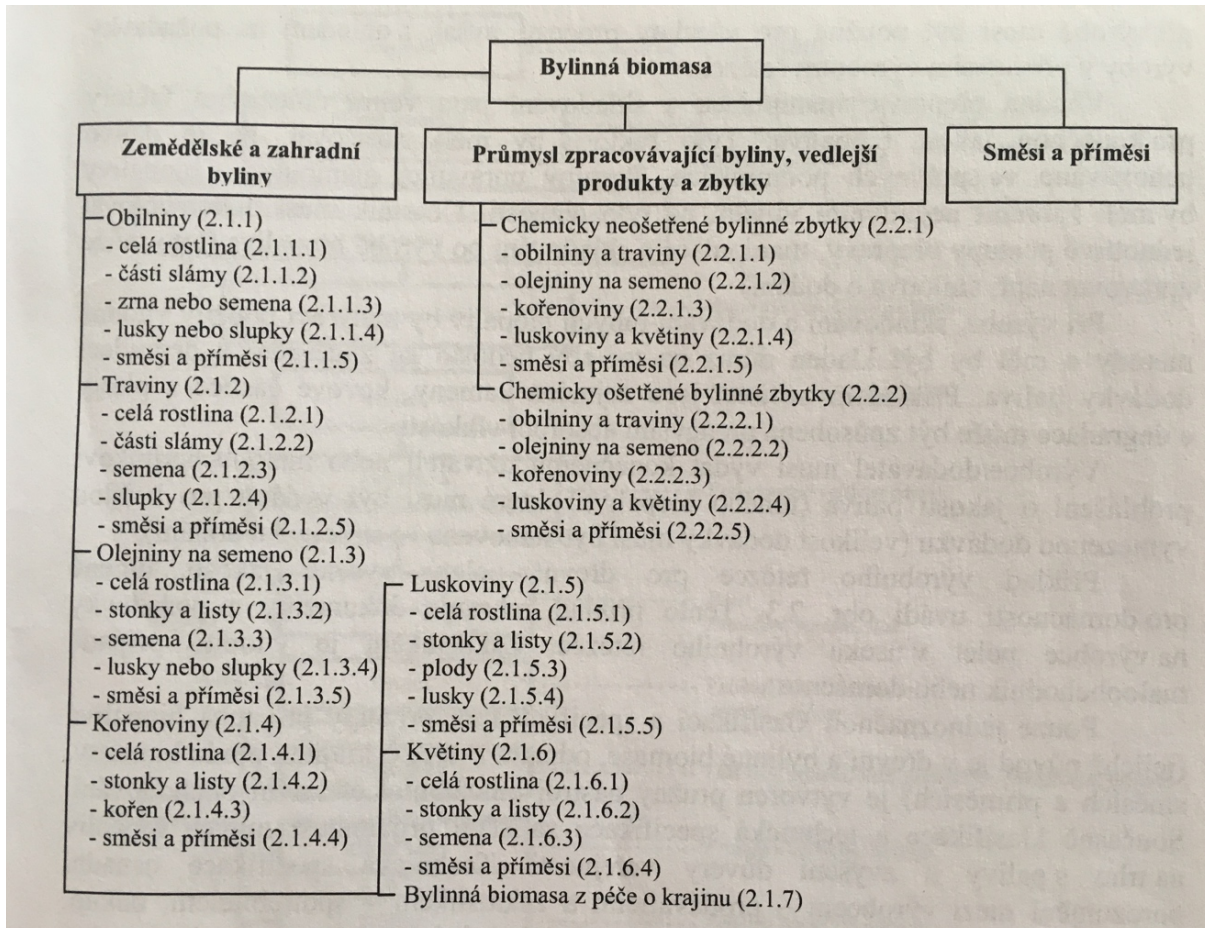 Bylinná biomasa
Zemědělské a zahradní
byliny
Obilniny (2.1.1)
- celá rostlina (2.1.1.1)
- části slámy (2.1.1.2)
- zrna nebo semena (2.1.1.3)
- lusky nebo slupky (2.1.1.4)
- směsi a příměsi (2.1.1.5)
Traviny (2.1.2)
- celá rostlina (2.1.2.1)
- části slámy (2.1.2.2)
- semena (2.1.2.3)
- slupky (2.1.2.4)
- směsi a příměsi (2.1.2.5)
Olejniny na semeno (2.1.3)
- celá rostlina (2.1.3.1)
- stonky a listy (2.1.3.2)
- semena (2.1.3.3)
- lusky nebo slupky (2.1.3.4)
- směsi a příměsi (2.1.3.5)
Kořenoviny (2.1.4)
- celá rostlina (2.1.4.1)
- stonky a listy (2.1.4.2)
- kořen (2.1.4.3)
- směsi a příměsi (2.1.4.4)
Luskoviny (2.1.5)
- celá rostlina (2.1.5.1)
- stonky a listy (2.1.5.2)
- plody (2.1.5.3)
- lusky (2.1.5.4)
- směsi a příměsi (2.1.5.5)
Květiny (2.1.6)
- celá rostlina (2.1.6.1)
- stonky a listy (2.1.6.2)
- semena (2.1.6.3)
- směsi a příměsi (2.1.6.4)
Bylinná biomasa z péče o krajinu (2.1.7)
Průmysl zpracovávající byliny, vedlejší
produkty a zbytky
Chemicky neošetřené bylinné zbytky (2.2.1)
- obilniny a traviny (2.2.1.1)
- olejniny na semeno (2.2.1.2)
- kořenoviny (2.2.1.3)
- luskoviny a květiny (2.2.1.4)
- směsi a příměsi (2.2.1.5)
Chemicky ošetřené bylinné zbytky (2.2.2)
- obilniny a traviny (2.2.2.1)
- olejniny na semeno (2.2.2.2)
- kořenoviny (2.2.2.3)
- luskoviny a květiny (2.2.2.4)
- směsi a příměsi (2.2.2.5)
Směsi a příměsi